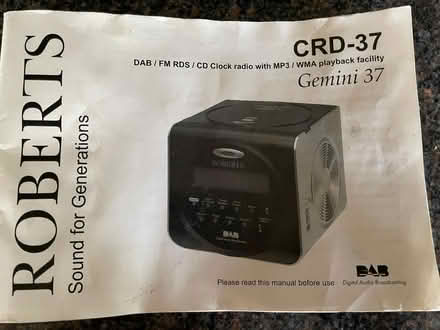 ROBERTS
Sound for Generations
CRD-37
DAB / FM RDS / CD Clock radio with MP3 / WMA playback facility
Gemini 37
ROBERTS
DAB
Please read this manual before use
DAB
Digital Audio Broadcasting